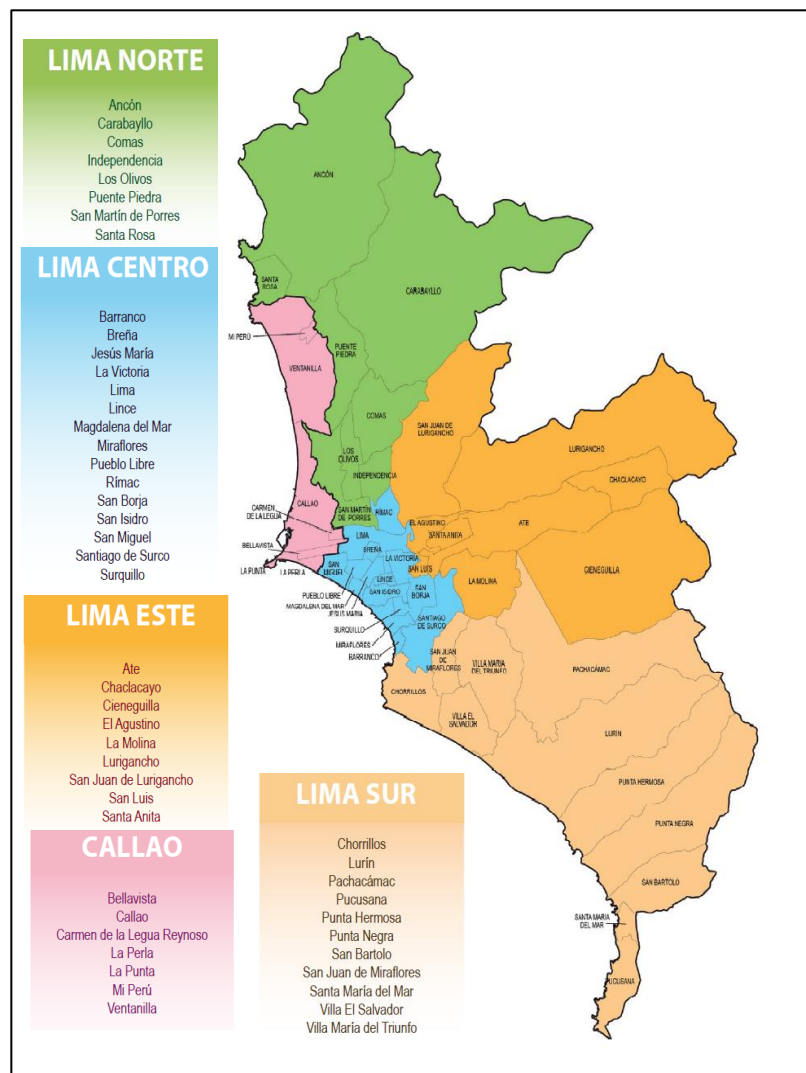 LIMA NORTE
Ancón
Carabayllo
Comas
Independencia
Los Olivos
Puente Piedra
San Martín de Porres
Santa Rosa
LIMA CENTRO
Barranco
Breña
Jesús María
La Victoria
Lima
Lince
Magdalena del Mar
Miraflores
Pueblo Libre
Rímac
San Borja
San Isidro
San Miguel
Santiago de Surco
Surquillo
LIMA ESTE
Ate
Chaclacayo
Cieneguilla
El Agustino
La Molina
Lurigancho
San Juan de Lurigancho
San Luis
Santa Anita
CALLAO
Bellavista
Callao
Carmen de la Legua Reynoso
La Perla
La Punta
Mi Perú
Ventanilla
LIMA SUR
Chorrillos
Lurín
Pachacámac
Pucusana
Punta Hermosa
Punta Negra
San Bartolo
San Juan de Miraflores
Santa María del Mar
Villa El Salvador
Villa María del Triunfo
ANCÓN
SANTA
ROSA
CARABAYLLO
MI PERÚ
PUENTE
PIEDRA
VENTANILLA
COMAS
SAN JUAN DE
LURIGANCHO
LURIGANCHO
LOS
OLIVOS
INDEPENDENCIA
CHACLACAYO
CALLAO
CARMEN
DE LA LEGUA
SAN MARTÍN
DE PORRES
RÍMAC
EL AGUSTINO
SANTA ANITA
ATE
LIMA
BELLAVISTA
BREÑA
LA VICTORIA
LA PUNTA
LA PERLA
SAN
MIGUEL
SAN LUIS
CIENEGUILLA
LINCE
LA MOLINA
PUEBLO LIBRE
SAN ISIDRO
SAN
BORJA
MAGDALENA DEL MAR
JESUS MARIA
SANTIAGO
DE SURCO
SURQUILLO
MIRAFLORES
BARRANCO
SAN JUAN
DE
MIRAFLORES
VILLA MARIA
DEL TRIUNFO
PACHACÁMAC
CHORRILLOS
VILLA EL
SALVADOR
LURÍN
PUNTA HERMOSA
PUNTA NEGRA
SAN BARTOLO
SANTA MARÍA
DEL MAR
PUCUSANA